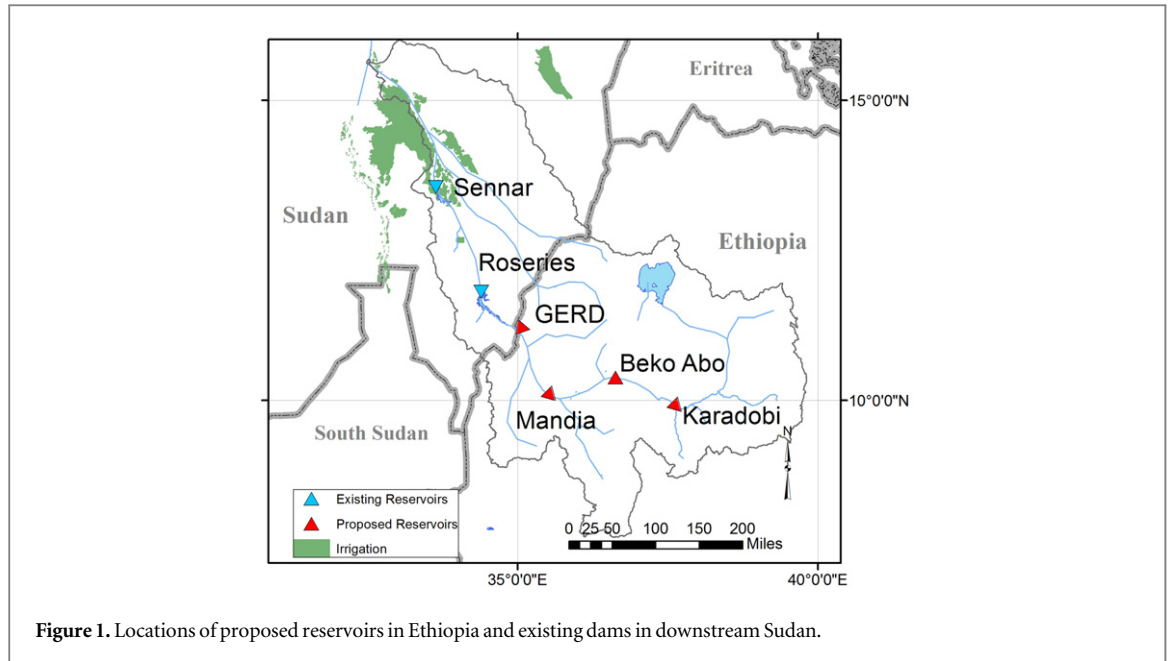 Eritrea
15°0'0"N
Sennar
Sudan
Ethiopia
Roseries
GERD
Beko Abo
10°0'0"N
Mandia
Karadobi
South Sudan
N
Existing Reservoirs
Proposed Reservoirs
Irrigation
0 25 50 100 150 200
Miles
35°0'0"E
40°0'0"E
Figure 1. Locations of proposed reservoirs in Ethiopia and existing dams in downstream Sudan.